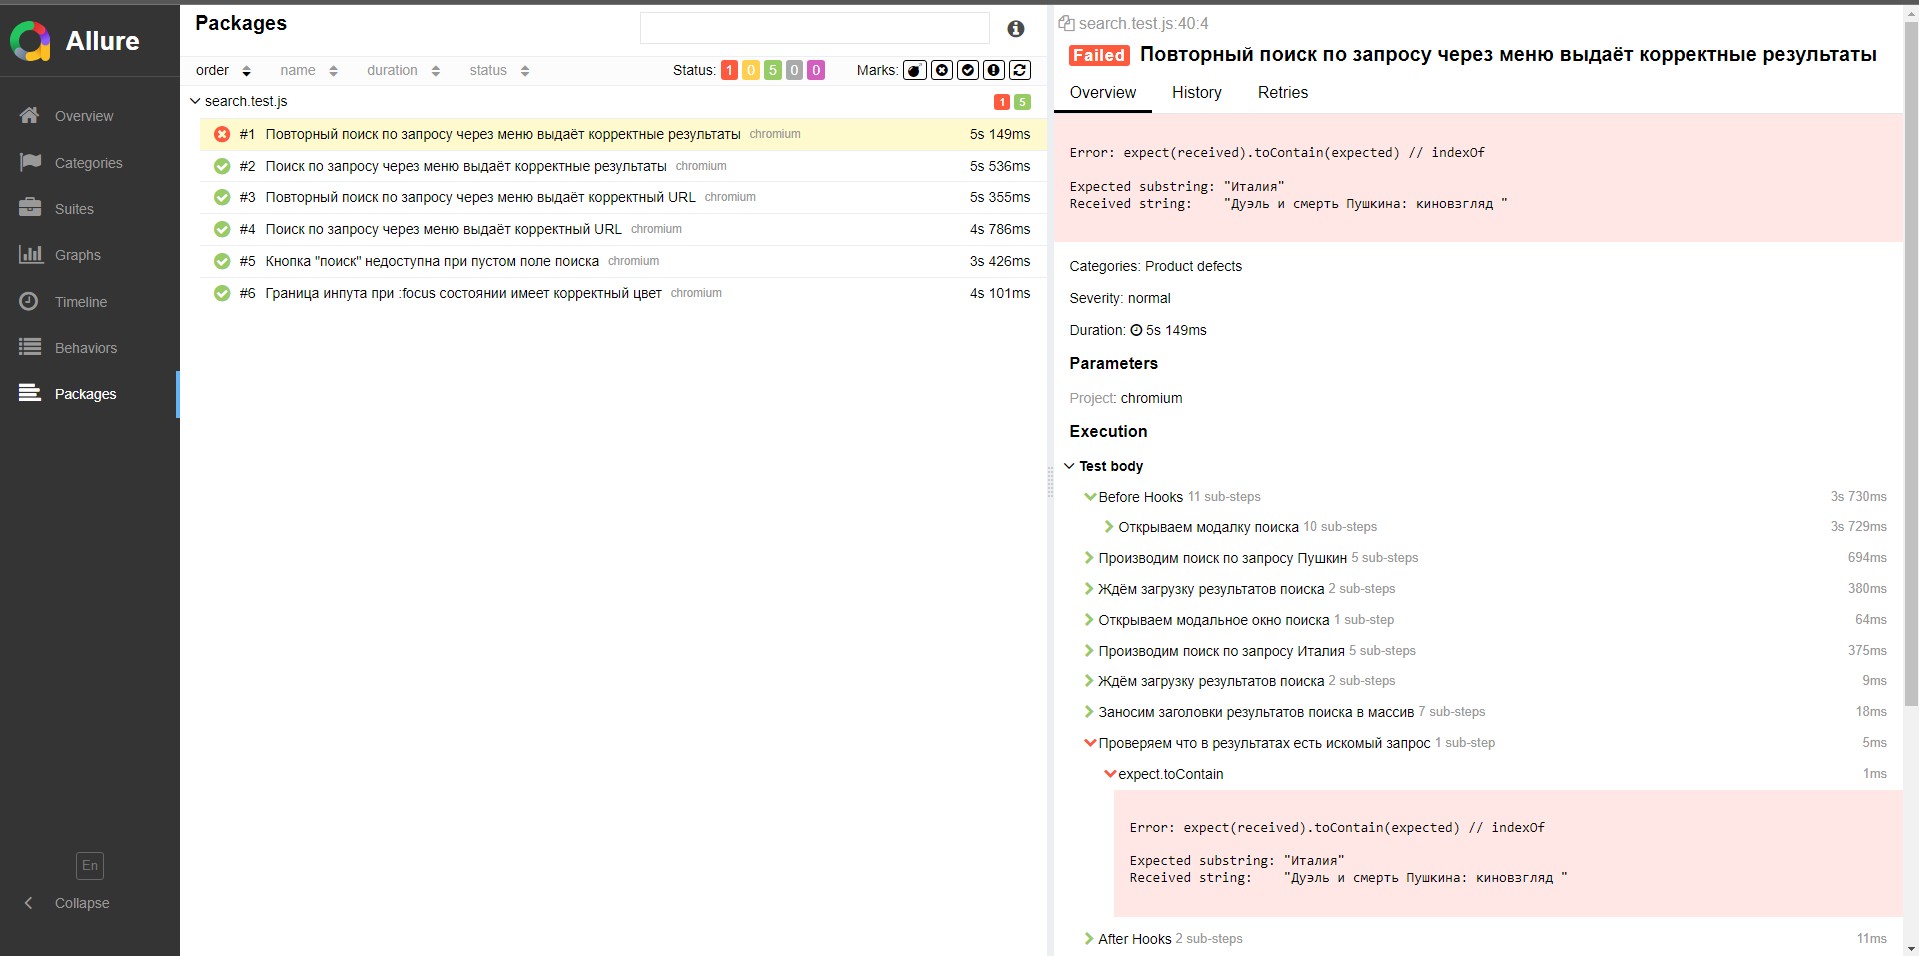 Allure
Overview
Categories
Suites
Graphs
Timeline
Behaviors
Packages
En
Collapse
Packages
order name duration status Status: 1 0 5 0 0 Marks:
search.test.js 1 5
#1 Повторный поиск по запросу через меню выдаёт корректные результаты chromium 5s 149ms
#2 Поиск по запросу через меню выдаёт корректные результаты chromium 5s 536ms
#3 Повторный поиск по запросу через меню выдаёт корректный URL chromium 5s 355ms
#4 Поиск по запросу через меню выдаёт корректный URL chromium 4s 786ms
#5 Кнопка "поиск" недоступна при пустом поле поиска chromium 3s 426ms
#6 Граница инпута при :focus состоянии имеет корректный цвет chromium 4s 101ms
search.test.js:40:4
Failed Повторный поиск по запросу через меню выдаёт корректные результаты
Overview History Retries
Error: expect(received).toContain(expected) // indexOf
Expected substring: "Италия"
Received string: "Дуэль и смерть Пушкина: киновзгляд "
Categories: Product defects
Severity: normal
Duration: 5s 149ms
Parameters
Project: chromium
Execution
Test body
Before Hooks 11 sub-steps 3s 730ms
Открываем модалку поиска 10 sub-steps 3s 729ms
Производим поиск по запросу Пушкин 5 sub-steps 694ms
Ждём загрузку результатов поиска 2 sub-steps 380ms
Открываем модальное окно поиска 1 sub-step 64ms
Производим поиск по запросу Италия 5 sub-steps 375ms
Ждём загрузку результатов поиска 2 sub-steps 9ms
Заносим заголовки результатов поиска в массив 7 sub-steps 18ms
Проверяем что в результатах есть искомый запрос 1 sub-step 5ms
expect.toContain 1ms
Error: expect(received).toContain(expected) // indexOf
Expected substring: "Италия"
Received string: "Дуэль и смерть Пушкина: киновзгляд "
After Hooks 2 sub-steps 11ms